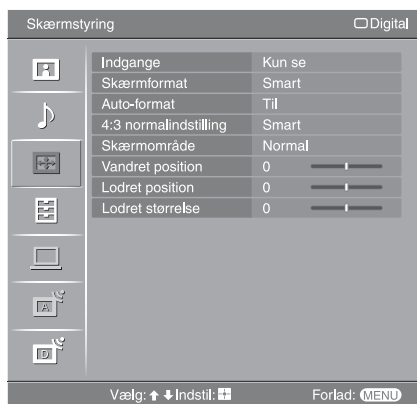 Skærmstyring Digital
Indgange Kun se
Skærmformat Smart
Auto-format Til
4:3 normalindstilling Smart
Skærmområde Normal
Vandret position 0
Lodret position 0
Lodret størrelse 0
A
D
Vælg: Indstil: Forlad: MENU